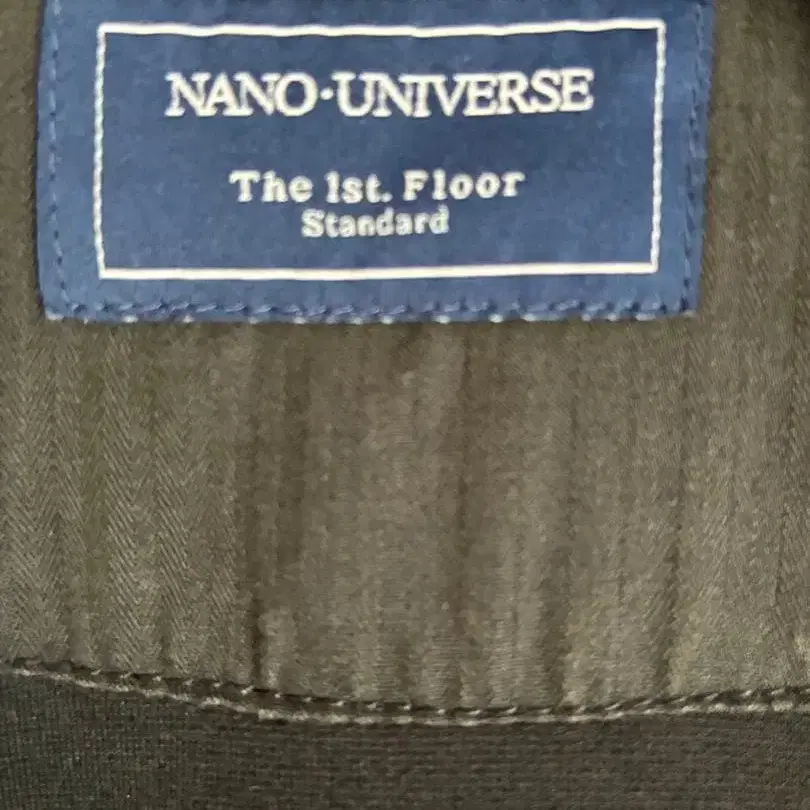 NANO·UNIVERSE
The 1st. Floor
Standard